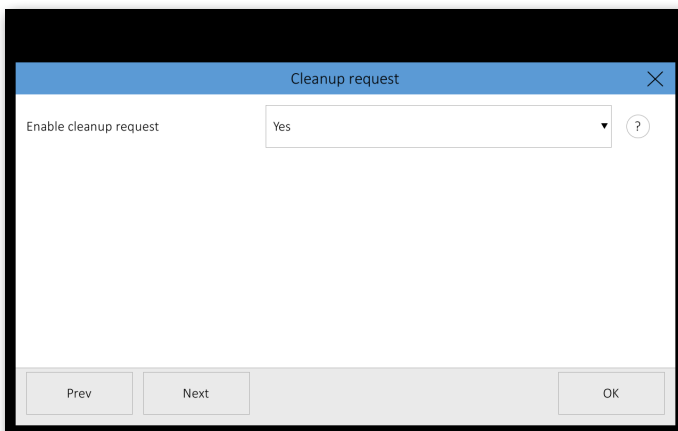 Cleanup request
Enable cleanup request
Yes
?
Prev
Next
OK